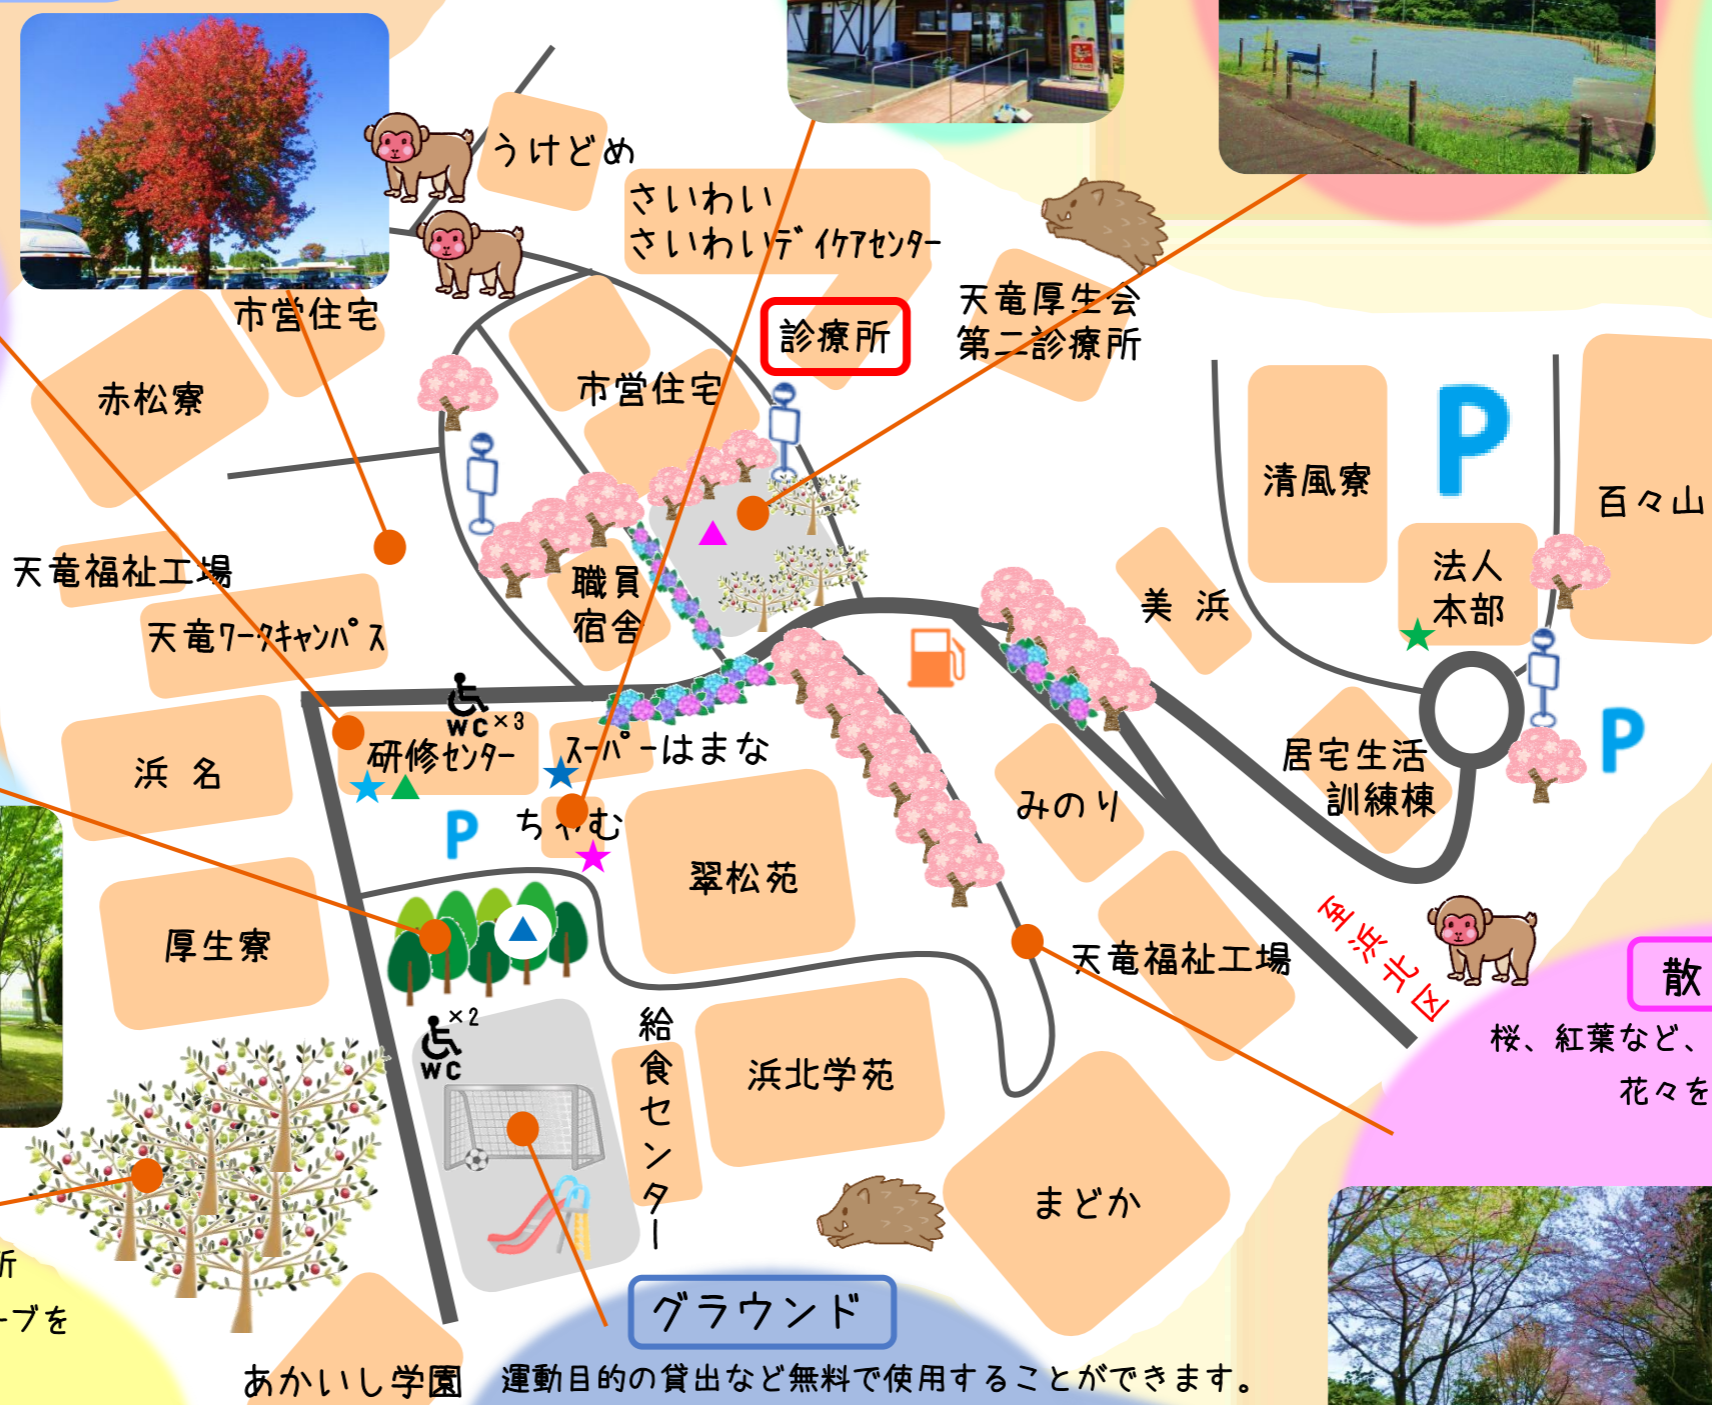 うけどめ
さいわい
さいわいデイケアセンター
市営住宅
診療所
天竜厚生会
第二診療所
赤松寮
市営住宅
清風寮
P
百々山
天竜福祉工場
職員
宿舎
法人
本部
天竜ワークキャンパス
美 浜
WC×3
研修センター
スーパーはまな
浜 名
居宅生活
訓練棟
P
みのり
P
ちゃむ
翠松苑
厚生寮
天竜福祉工場
至浜北区
散
桜、紅葉など、
花々を
×2
WC
給食センター
浜北学苑
まどか
所
ーブを
グラウンド
あかいし学園
運動目的の貸出など無料で使用することができます。